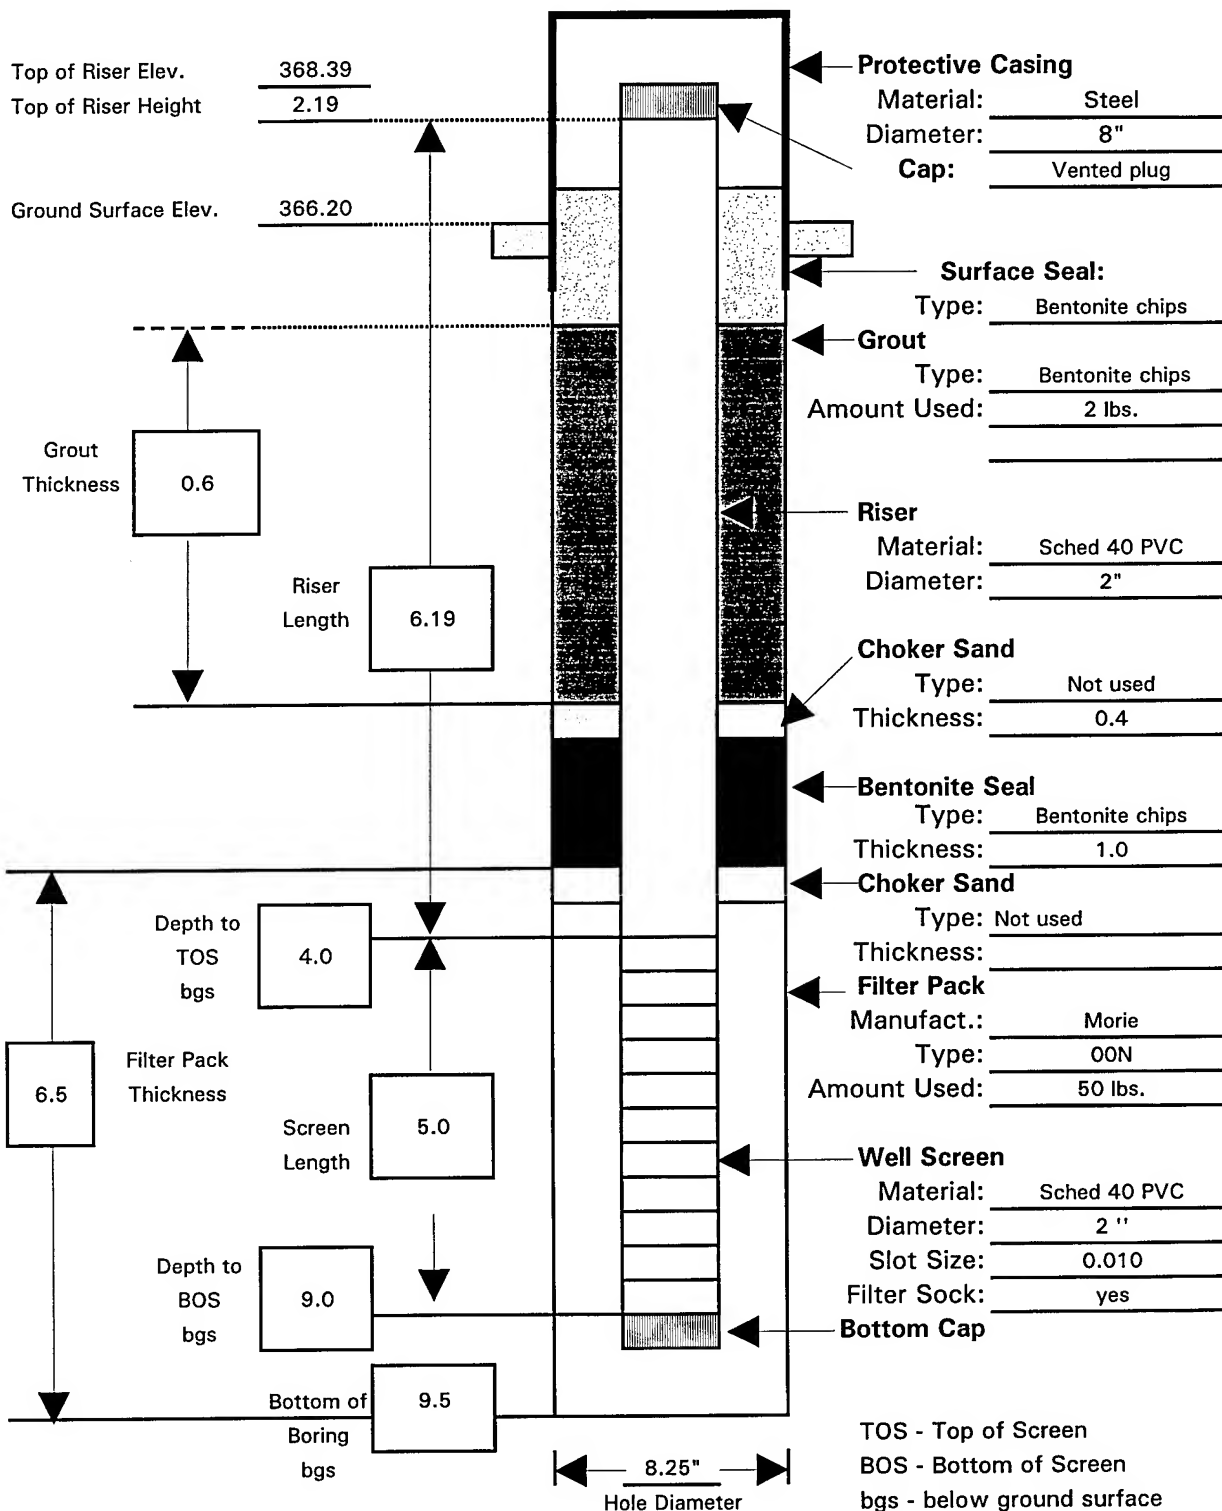 Top of Riser Elev. 368.39
Top of Riser Height 2.19
Ground Surface Elev. 366.20
Protective Casing
Material: Steel
Diameter: 8"
Cap: Vented plug
Surface Seal:
Type: Bentonite chips
Grout
Type: Bentonite chips
Amount Used: 2 lbs.
Grout
Thickness
0.6
Riser
Material: Sched 40 PVC
Diameter: 2"
Riser
Length
6.19
Choker Sand
Type: Not used
Thickness: 0.4
Bentonite Seal
Type: Bentonite chips
Thickness: 1.0
Choker Sand
Type: Not used
Thickness:
Depth to
TOS
bgs
4.0
Filter Pack
Manufact.: Morie
Type: 00N
Amount Used: 50 lbs.
6.5
Filter Pack
Thickness
Screen
Length
5.0
Well Screen
Material: Sched 40 PVC
Diameter: 2 ''
Slot Size: 0.010
Filter Sock: yes
Bottom Cap
Depth to
BOS
bgs
9.0
Bottom of
Boring
bgs
9.5
8.25"
Hole Diameter
TOS - Top of Screen
BOS - Bottom of Screen
bgs - below ground surface